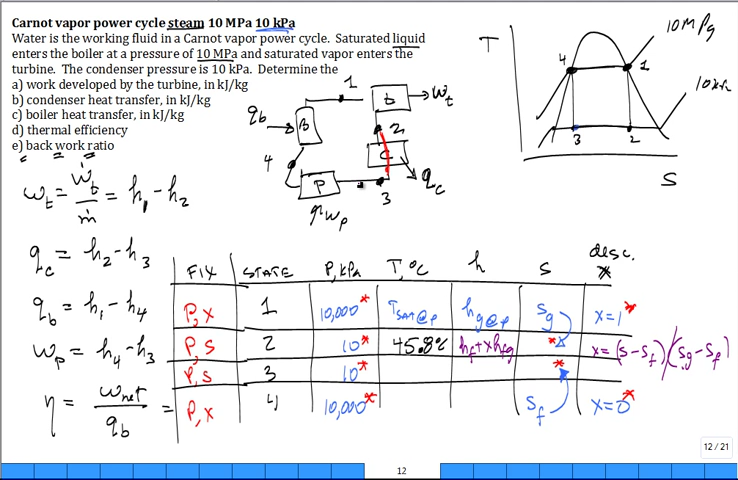 Carnot vapor power cycle steam 10 MPa 10 kPa
Water is the working fluid in a Carnot vapor power cycle. Saturated liquid
enters the boiler at a pressure of 10 MPa and saturated vapor enters the
turbine. The condenser pressure is 10 kPa. Determine the
a) work developed by the turbine, in kJ/kg
b) condenser heat transfer, in kJ/kg
c) boiler heat transfer, in kJ/kg
d) thermal efficiency
e) back work ratio
1
t
Wt
qb
B
2
C
4
P
3
qc
wp
T
10 MPa
4
1
10 kPa
3
2
S
wt = Ẇt/ṁ = h1 - h2
qc = h2 - h3
qb = h1 - h4
wp = h4 - h3
η = wnet/qb =
FIX STATE P, kPa T, °C h s desc. *
P, x 1 10,000* TSAT@P hg@P sg x=1*
P, s 2 10* 45.8°C hf+xhfg * x=(s-sf)/(sg-sf)
P, s 3 10* *
P, x 4 10,000* sf x=0*
12 / 21
12